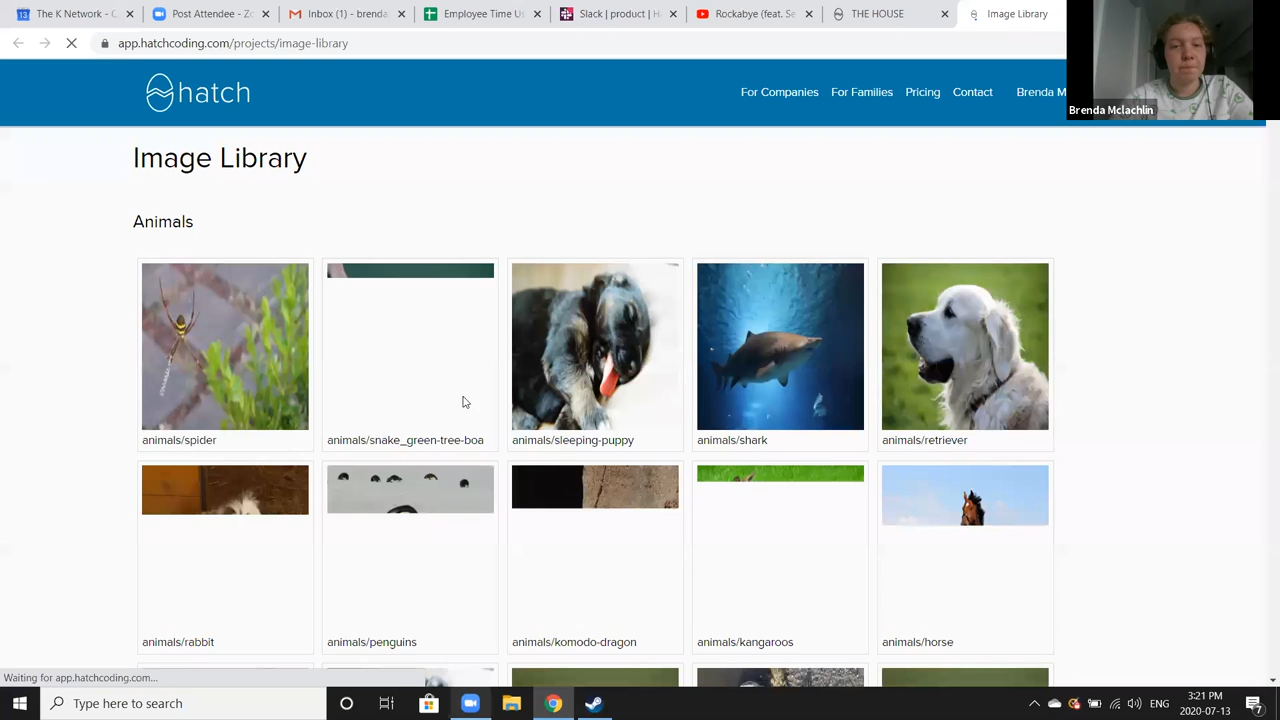 13 The K Network - G
Post Attendee - Zo
Inbox (1) - brenda
Employee Time Us
Slack | product | H
Rockabye (feat. Se
THE HOUSE
Image Library
app.hatchcoding.com/projects/image-library
hatch
For Companies For Families Pricing Contact Brenda M
Brenda Mclachlin
Image Library
Animals
animals/spider animals/snake_green-tree-boa animals/sleeping-puppy animals/shark animals/retriever
animals/rabbit animals/penguins animals/komodo-dragon animals/kangaroos animals/horse
Waiting for app.hatchcoding.com...
Type here to search
ENG
3:21 PM
2020-07-13
7